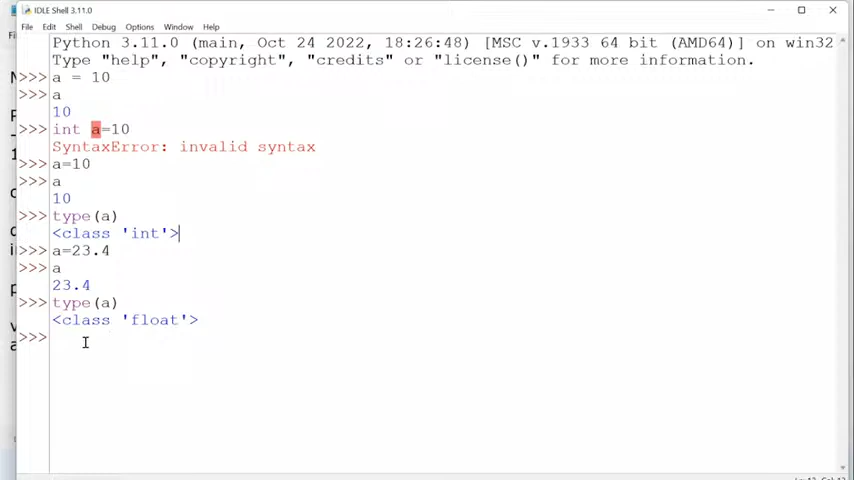 IDLE Shell 3.11.0
File Edit Shell Debug Options Window Help
Python 3.11.0 (main, Oct 24 2022, 18:26:48) [MSC v.1933 64 bit (AMD64)] on win32
Type "help", "copyright", "credits" or "license()" for more information.
>>> a = 10
>>> a
10
>>> int a=10
SyntaxError: invalid syntax
>>> a=10
>>> a
10
>>> type(a)
<class 'int'>
>>> a=23.4
>>> a
23.4
>>> type(a)
<class 'float'>
>>>